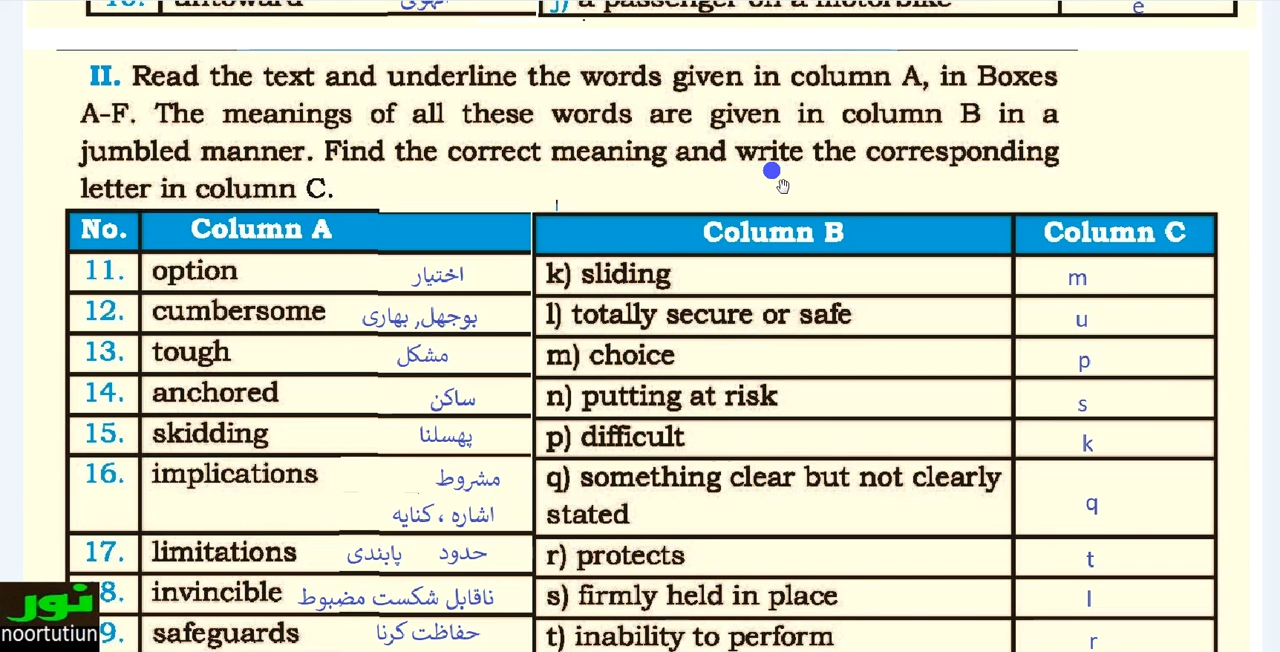 j) a passenger on a motorbike e
II. Read the text and underline the words given in column A, in Boxes
A-F. The meanings of all these words are given in column B in a
jumbled manner. Find the correct meaning and write the corresponding
letter in column C.
No. Column A Column B Column C
11. option اختیار k) sliding m
12. cumbersome بوجھل, بھاری l) totally secure or safe u
13. tough مشکل m) choice p
14. anchored ساکن n) putting at risk s
15. skidding پھسلنا p) difficult k
16. implications مشروط q) something clear but not clearly
اشارہ ، کنایہ stated q
17. limitations پابندی حدود r) protects t
8. invincible ناقابل شکست مضبوط s) firmly held in place l
9. safeguards حفاظت کرنا t) inability to perform r
نور
noortutiun